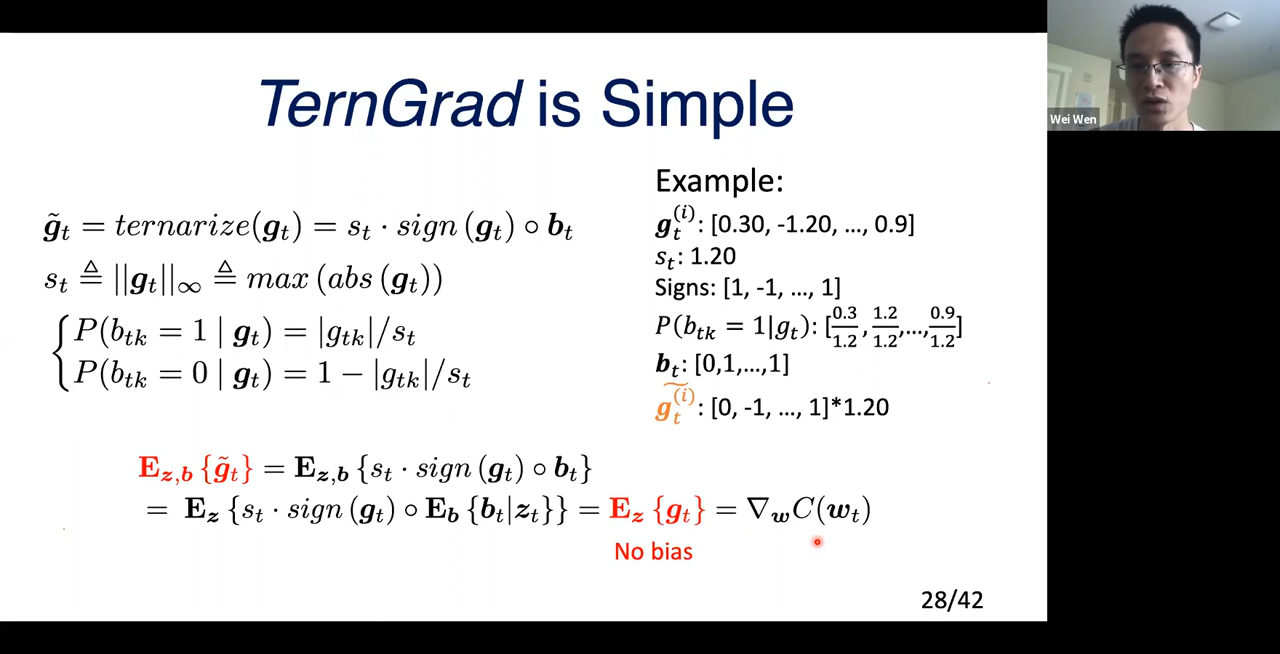 TernGrad is Simple
g̃_t = ternarize(g_t) = s_t · sign (g_t) ∘ b_t
s_t ≜ ||g_t||_∞ ≜ max (abs (g_t))
{ P(b_tk = 1 | g_t) = |g_tk|/s_t
P(b_tk = 0 | g_t) = 1 − |g_tk|/s_t
Example:
g_t^(i): [0.30, -1.20, ..., 0.9]
s_t: 1.20
Signs: [1, -1, ..., 1]
P(b_tk = 1|g_t): [0.3/1.2, 1.2/1.2, ..., 0.9/1.2]
b_t: [0,1,...,1]
g̃_t^(i): [0, -1, ..., 1]*1.20
E_z,b {g̃_t} = E_z,b {s_t · sign (g_t) ∘ b_t}
= E_z {s_t · sign (g_t) ∘ E_b {b_t|z_t}} = E_z {g_t} = ∇_w C(w_t)
No bias
28/42
Wei Wen